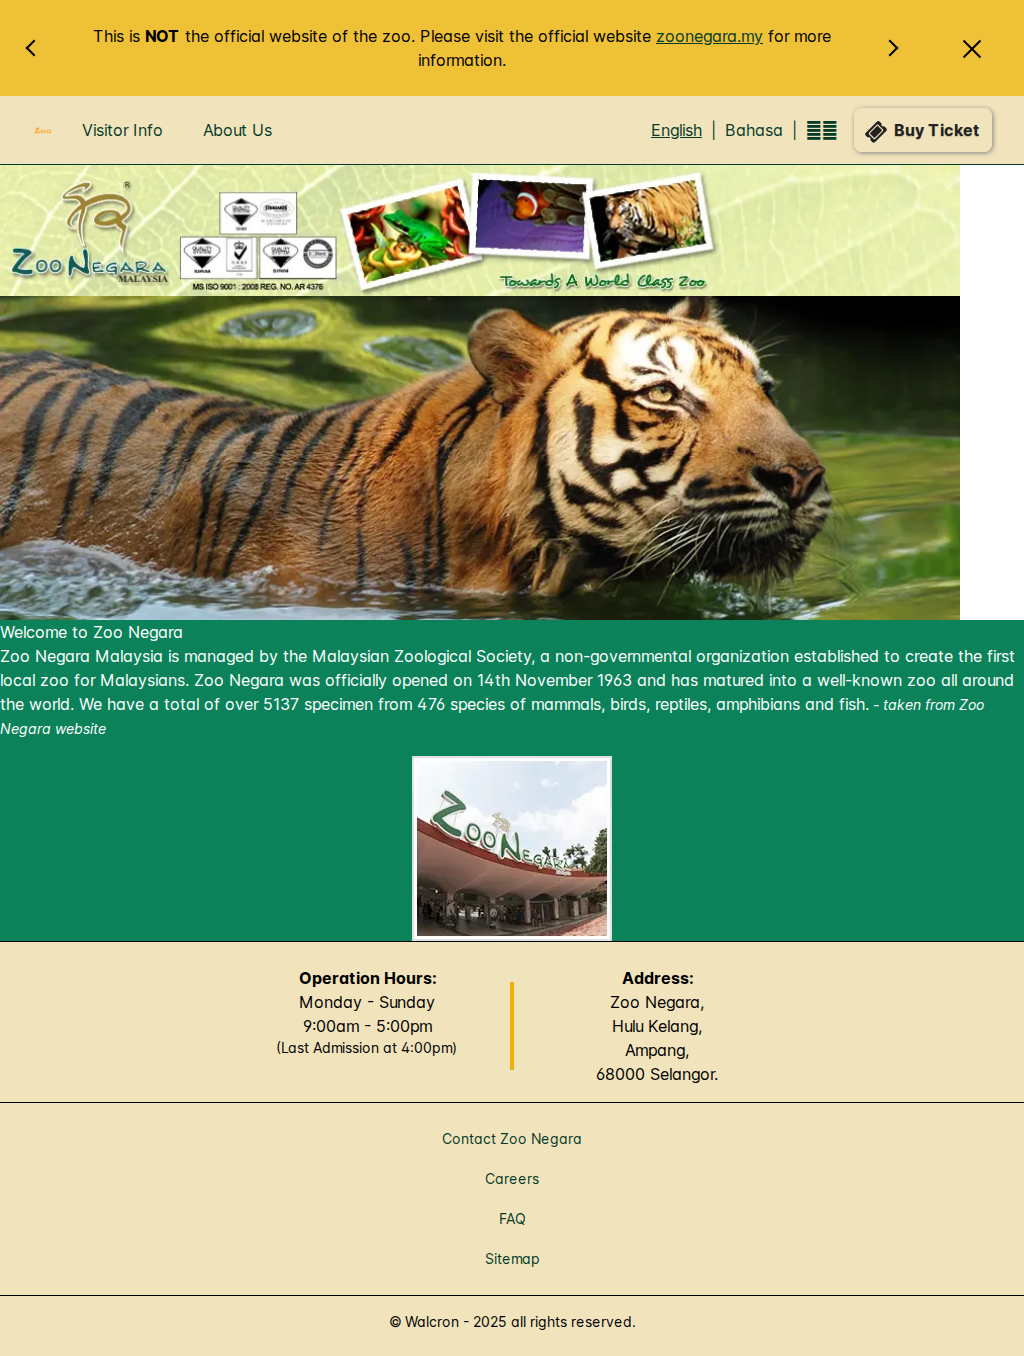 This is NOT the official website of the zoo. Please visit the official website zoonegara.my for more
information.
Zoo
Visitor Info
About Us
English | Bahasa |
Buy Ticket
ZOO NEGARA
MALAYSIA
MS ISO 9001 : 2008 REG. NO. AR 4376
Towards A World Class Zoo
Welcome to Zoo Negara
Zoo Negara Malaysia is managed by the Malaysian Zoological Society, a non-governmental organization established to create the first
local zoo for Malaysians. Zoo Negara was officially opened on 14th November 1963 and has matured into a well-known zoo all around
the world. We have a total of over 5137 specimen from 476 species of mammals, birds, reptiles, amphibians and fish. - taken from Zoo
Negara website
ZOO NEGARA
Operation Hours:
Monday - Sunday
9:00am - 5:00pm
(Last Admission at 4:00pm)
Address:
Zoo Negara,
Hulu Kelang,
Ampang,
68000 Selangor.
Contact Zoo Negara
Careers
FAQ
Sitemap
© Walcron - 2025 all rights reserved.